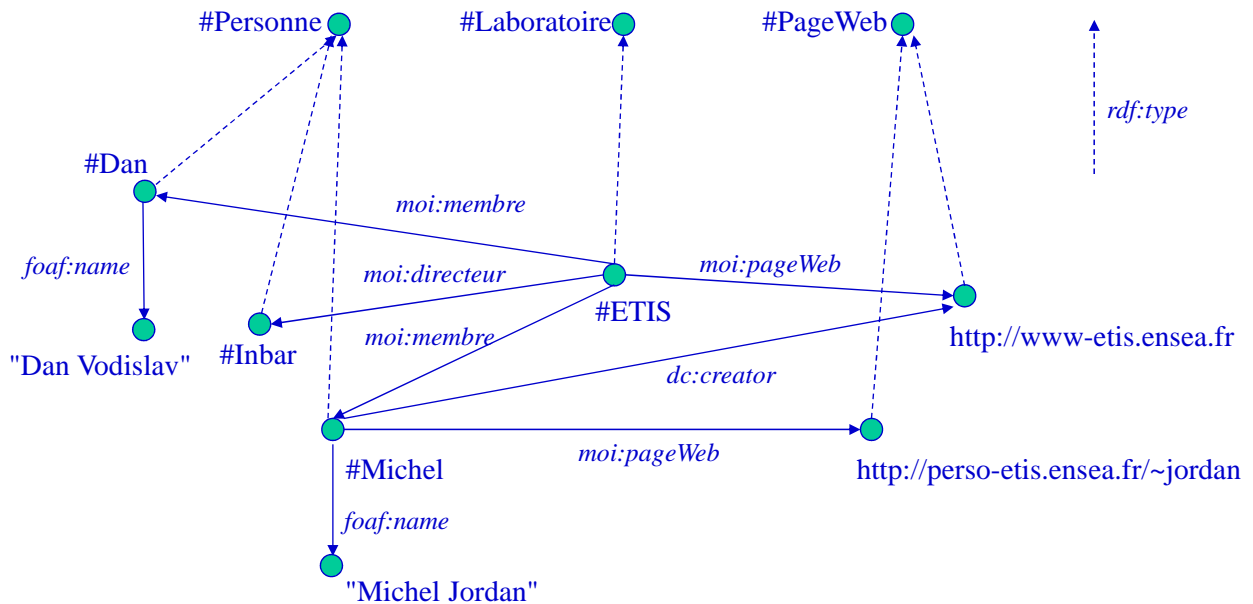 #Personne
#Laboratoire
#PageWeb
rdf:type
#Dan
moi:membre
foaf:name
moi:directeur
moi:pageWeb
#ETIS
"Dan Vodislav"
#Inbar
moi:membre
http://www-etis.ensea.fr
dc:creator
#Michel
moi:pageWeb
http://perso-etis.ensea.fr/~jordan
foaf:name
"Michel Jordan"